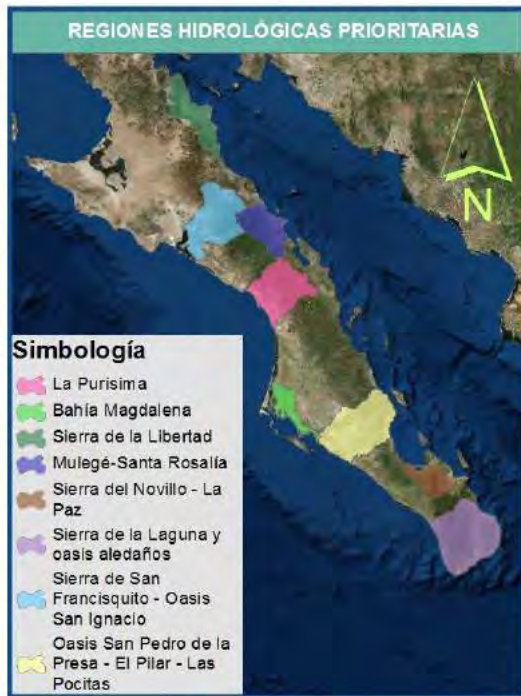 REGIONES HIDROLÓGICAS PRIORITARIAS
N
Simbología
La Purisima
Bahía Magdalena
Sierra de la Libertad
Mulegé-Santa Rosalía
Sierra del Novillo - La
Paz
Sierra de la Laguna y
oasis aledaños
Sierra de San
Francisquito - Oasis
San Ignacio
Oasis San Pedro de la
Presa - El Pilar - Las
Pocitas